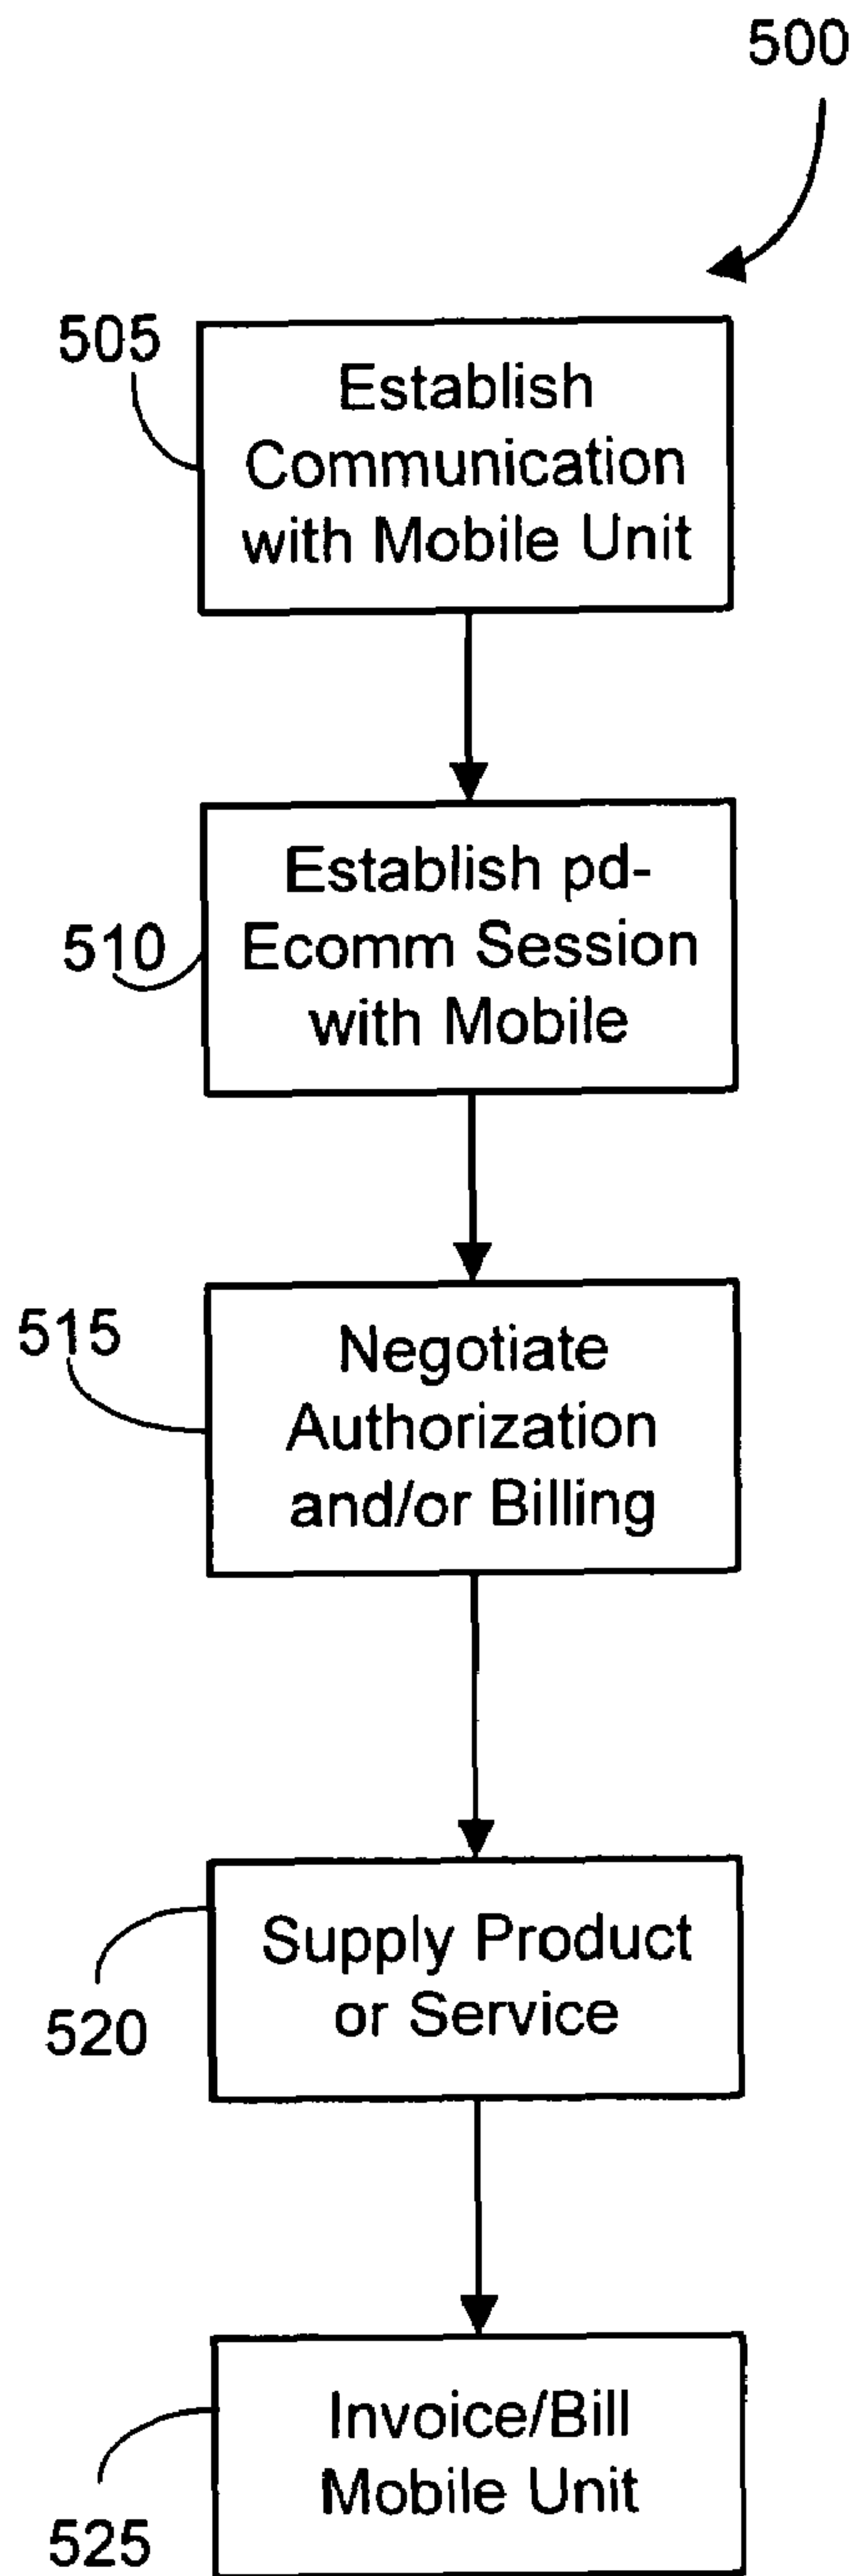 500
505
Establish
Communication
with Mobile Unit
510
Establish pd-
Ecomm Session
with Mobile
515
Negotiate
Authorization
and/or Billing
520
Supply Product
or Service
525
Invoice/Bill
Mobile Unit